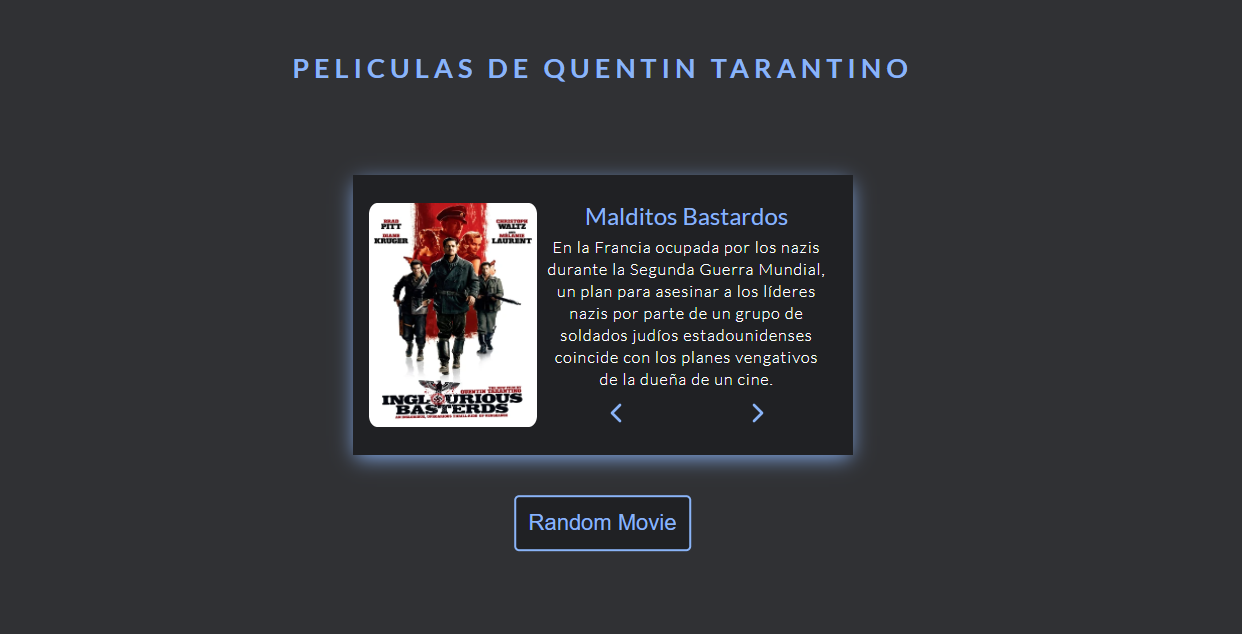 PELICULAS DE QUENTIN TARANTINO
BRAD PITT
CHRISTOPH WALTZ
DIANE KRUGER
MÉLANIE LAURENT
QUENTIN TARANTINO
INGLOURIOUS
BASTERDS
Malditos Bastardos
En la Francia ocupada por los nazis
durante la Segunda Guerra Mundial,
un plan para asesinar a los líderes
nazis por parte de un grupo de
soldados judíos estadounidenses
coincide con los planes vengativos
de la dueña de un cine.
Random Movie